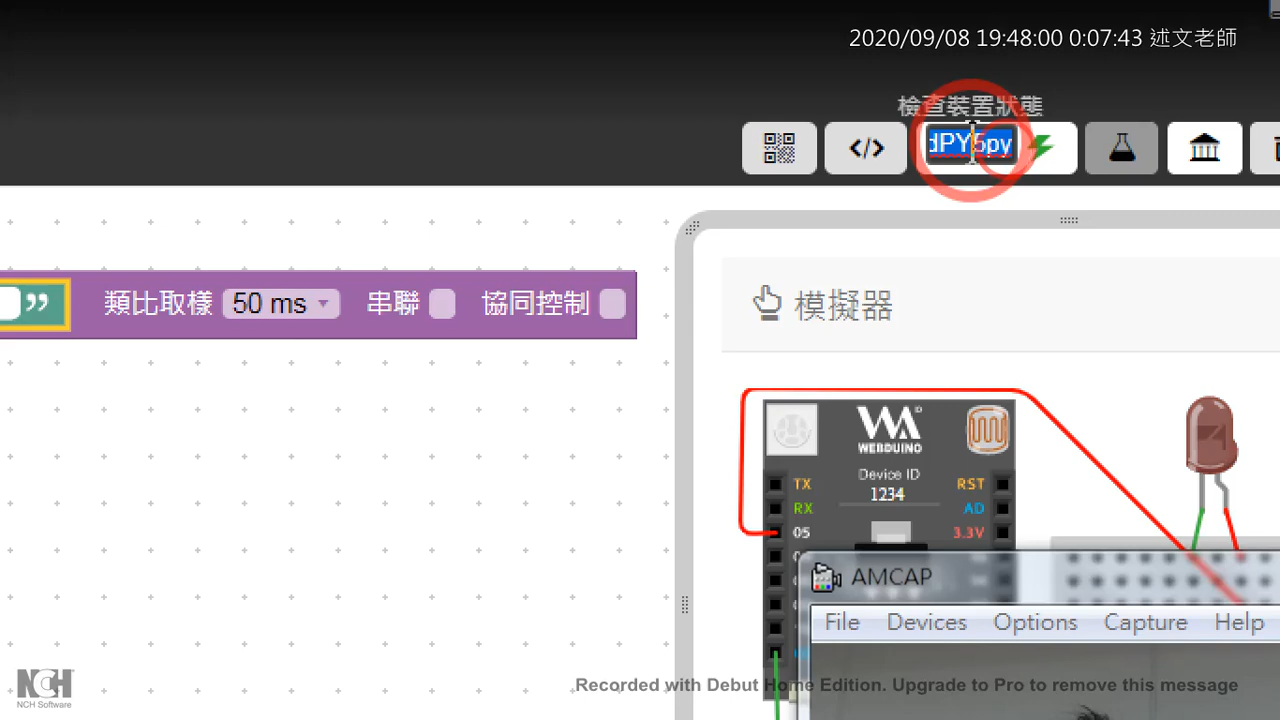 2020/09/08 19:48:00 0:07:43 述文老師
檢查裝置狀態
</>
dPY5py
”
類比取樣 50 ms 串聯 協同控制
模擬器
WEBDUINO
Device ID
1234
TX RST
RX AD
05 3.3V
AMCAP
File Devices Options Capture Help
Recorded with Debut Home Edition. Upgrade to Pro to remove this message
NCH
NCH Software